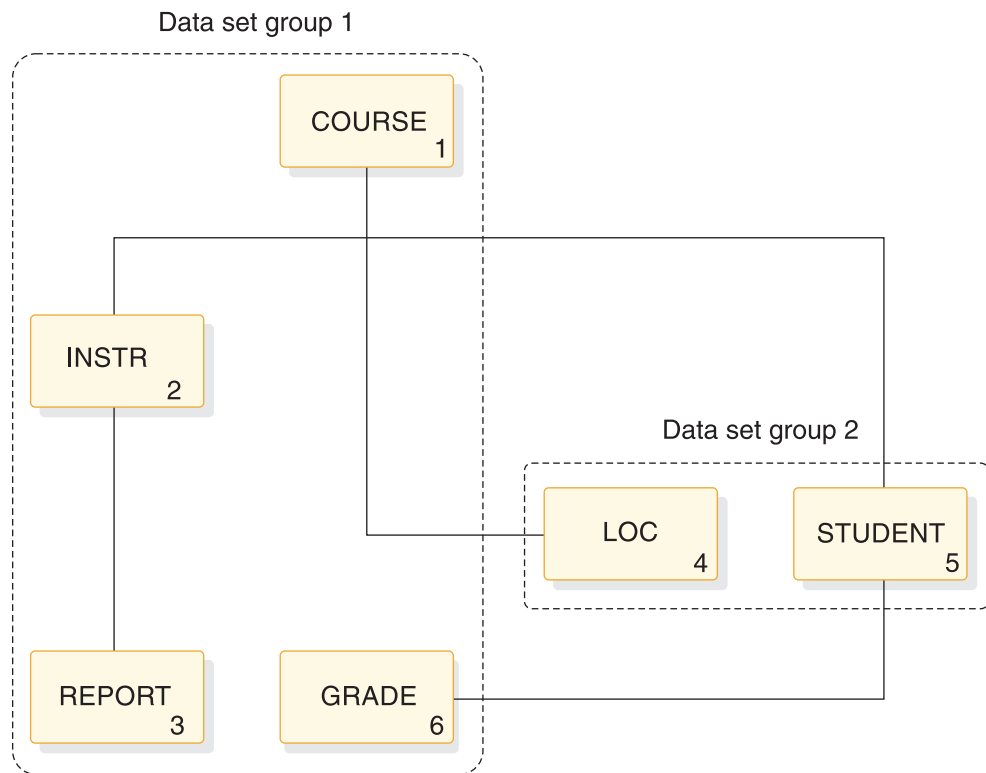 Data set group 1
COURSE
1
INSTR
2
Data set group 2
LOC
4
STUDENT
5
REPORT
3
GRADE
6